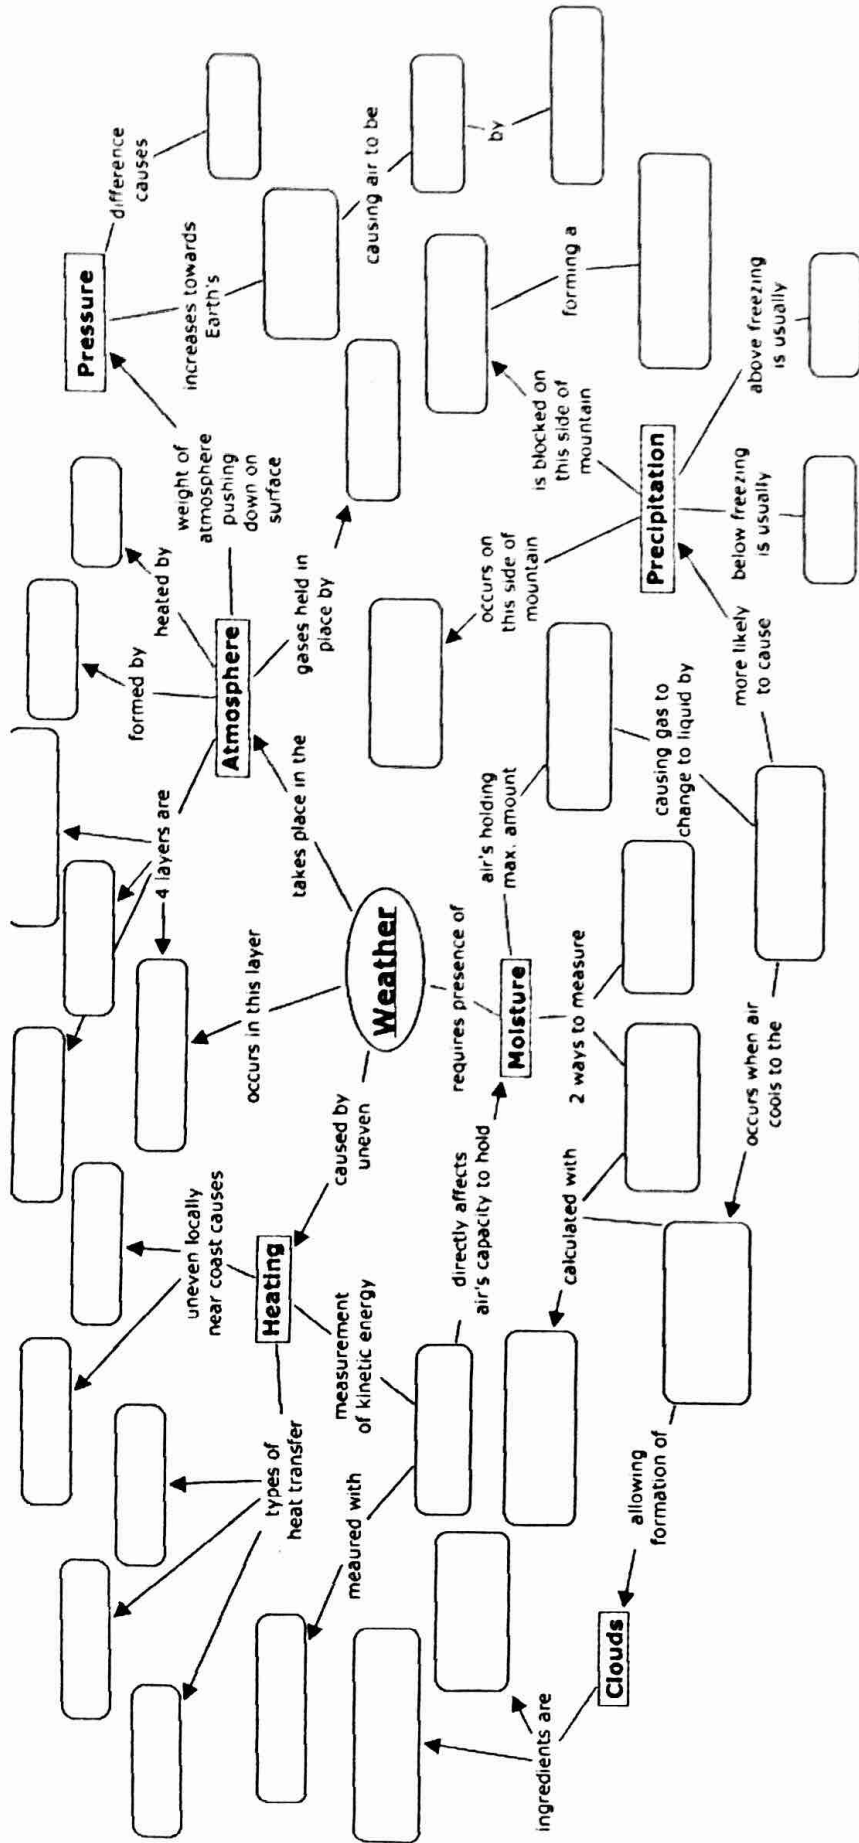 Pressure
difference
causes
increases towards
Earth's
causing air to be
by
weight of
atmosphere
pushing
down on
surface
heated by
formed by
4 layers are
Atmosphere
gases held in
place by
takes place in the
occurs in this layer
Weather
caused by
uneven
requires presence of
Heating
uneven locally
near coast causes
types of
heat transfer
measurement
of kinetic energy
meaured with
directly affects
air's capacity to hold
Moisture
air's holding
max. amount
2 ways to measure
calculated with
causing gas to
change to liquid by
occurs when air
cools to the
allowing
formation of
Clouds
ingredients are
more likely
to cause
Precipitation
occurs on
this side of
mountain
is blocked on
this side of
mountain
forming a
below freezing
is usually
above freezing
is usually